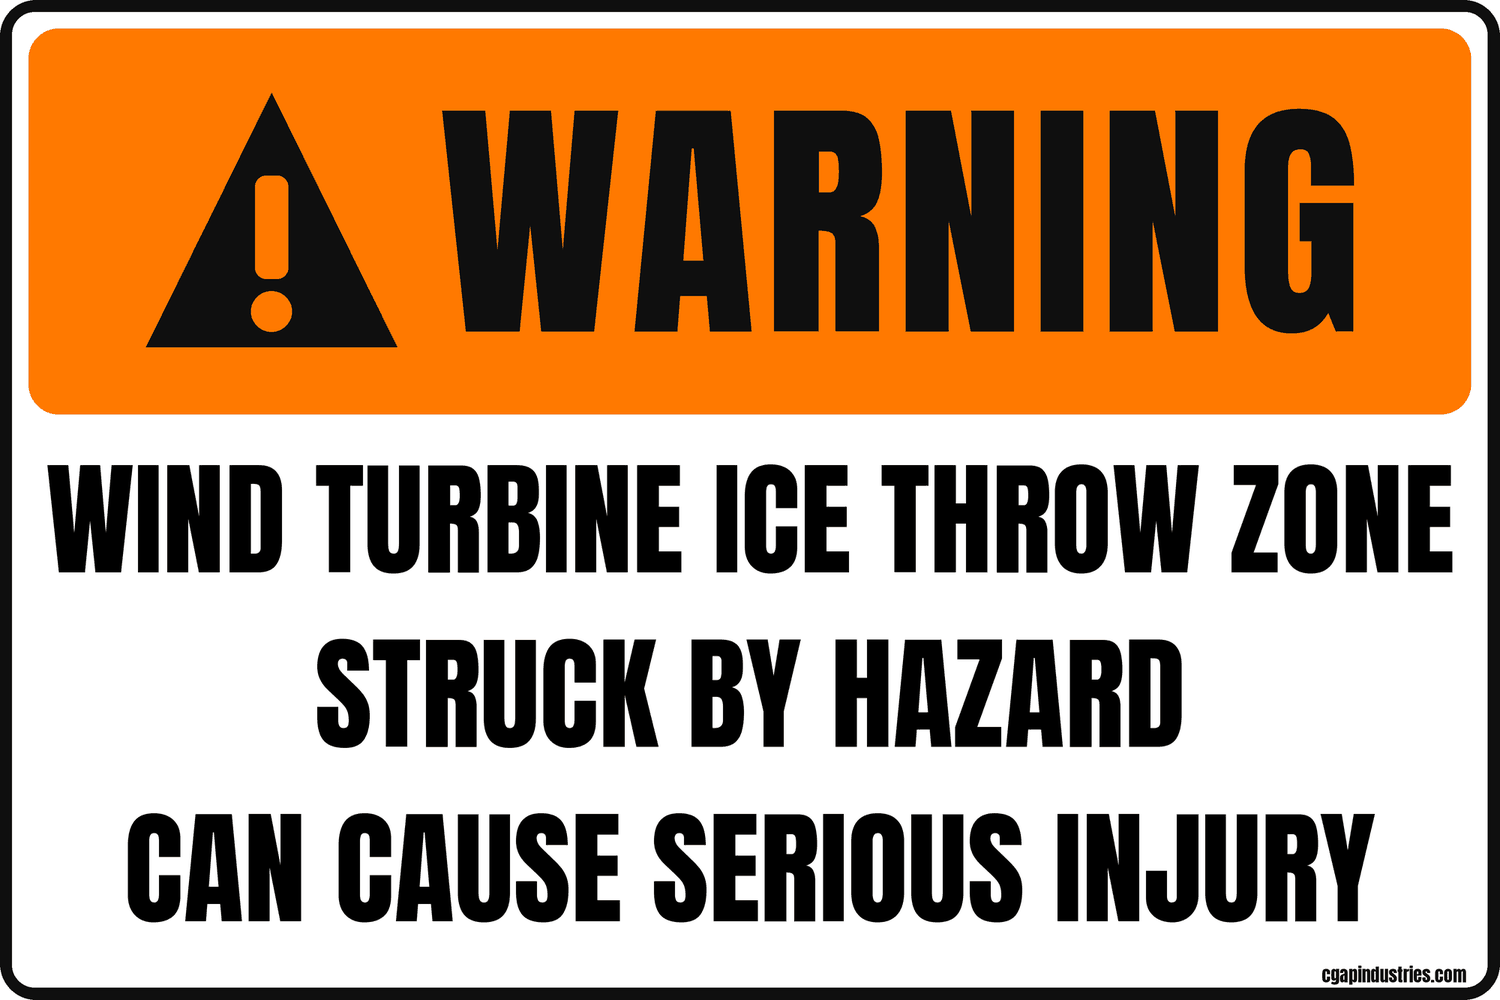 WARNING
WIND TURBINE ICE THROW ZONE
STRUCK BY HAZARD
CAN CAUSE SERIOUS INJURY
cgapindustries.com